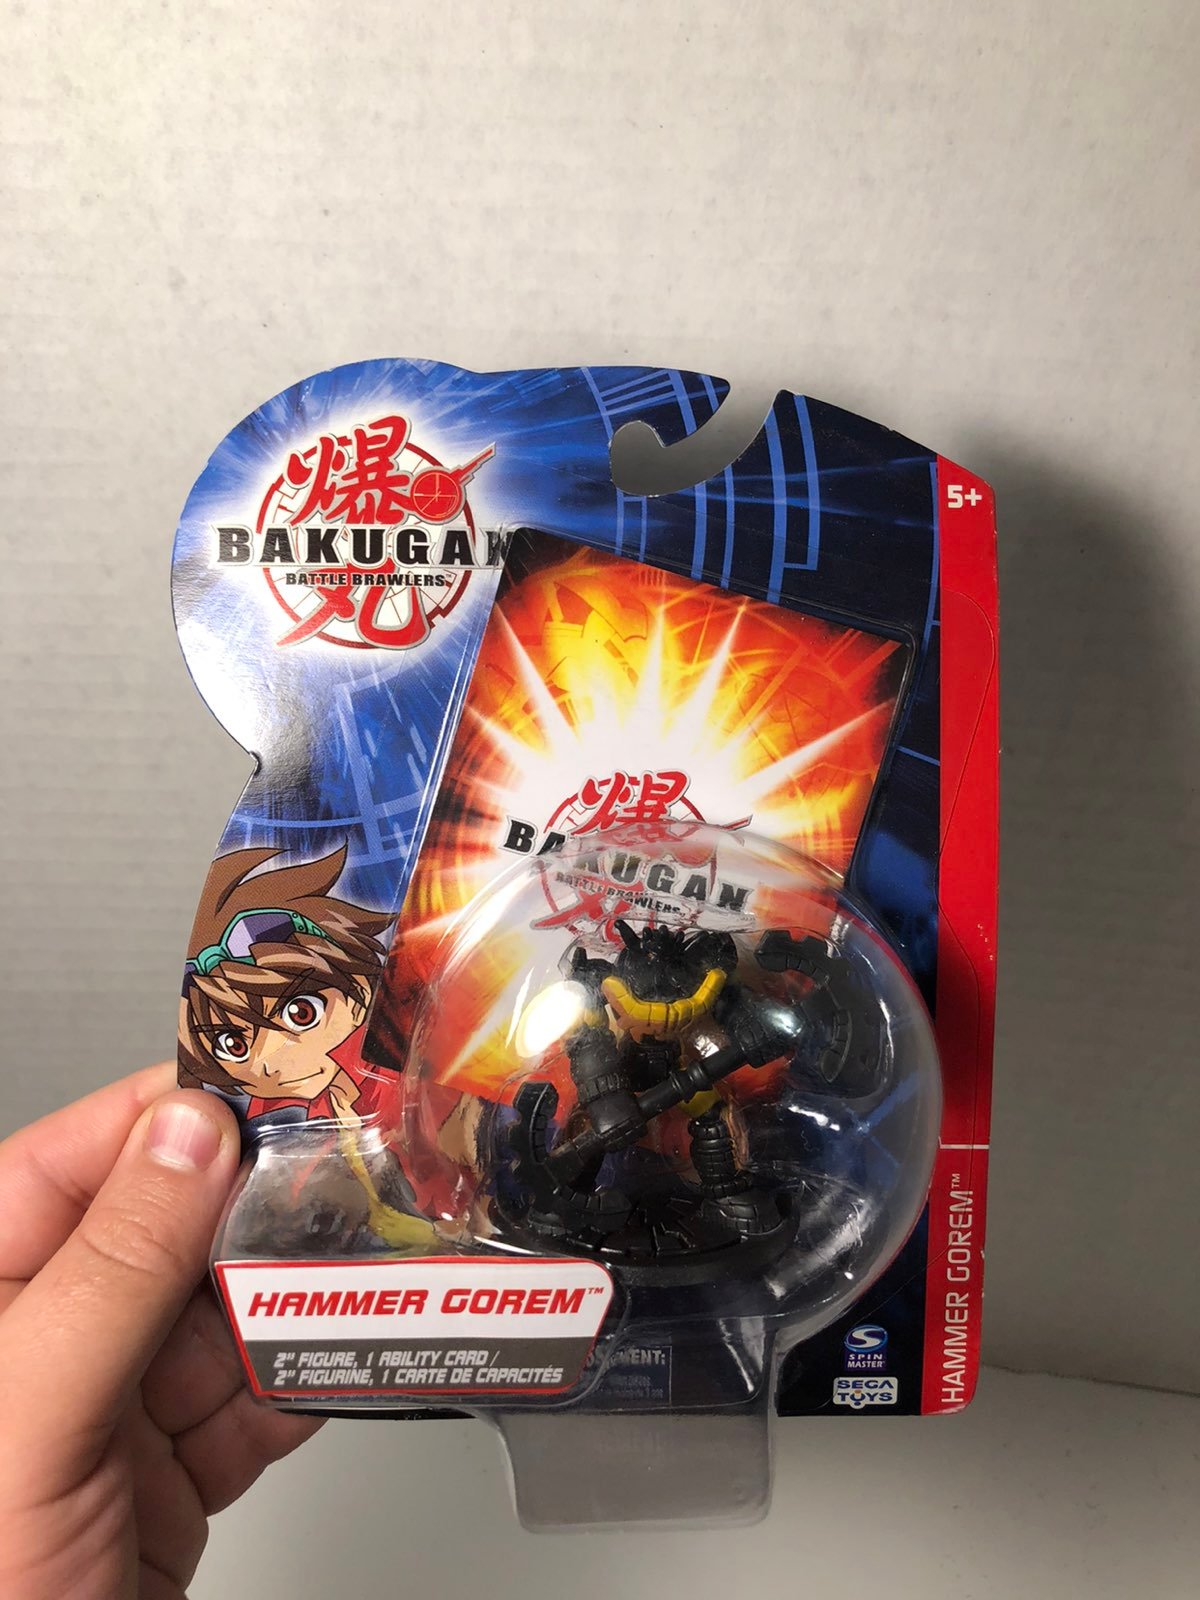 爆
BAKUGAN
BATTLE BRAWLERS™
丸
5+
爆
BAKUGAN
BATTLE BRAWLERS
丸
HAMMER GOREM™
2" FIGURE, 1 ABILITY CARD /
2" FIGURINE, 1 CARTE DE CAPACITÉS
SPIN
MASTER
SEGA
TOYS
HAMMER GOREM™